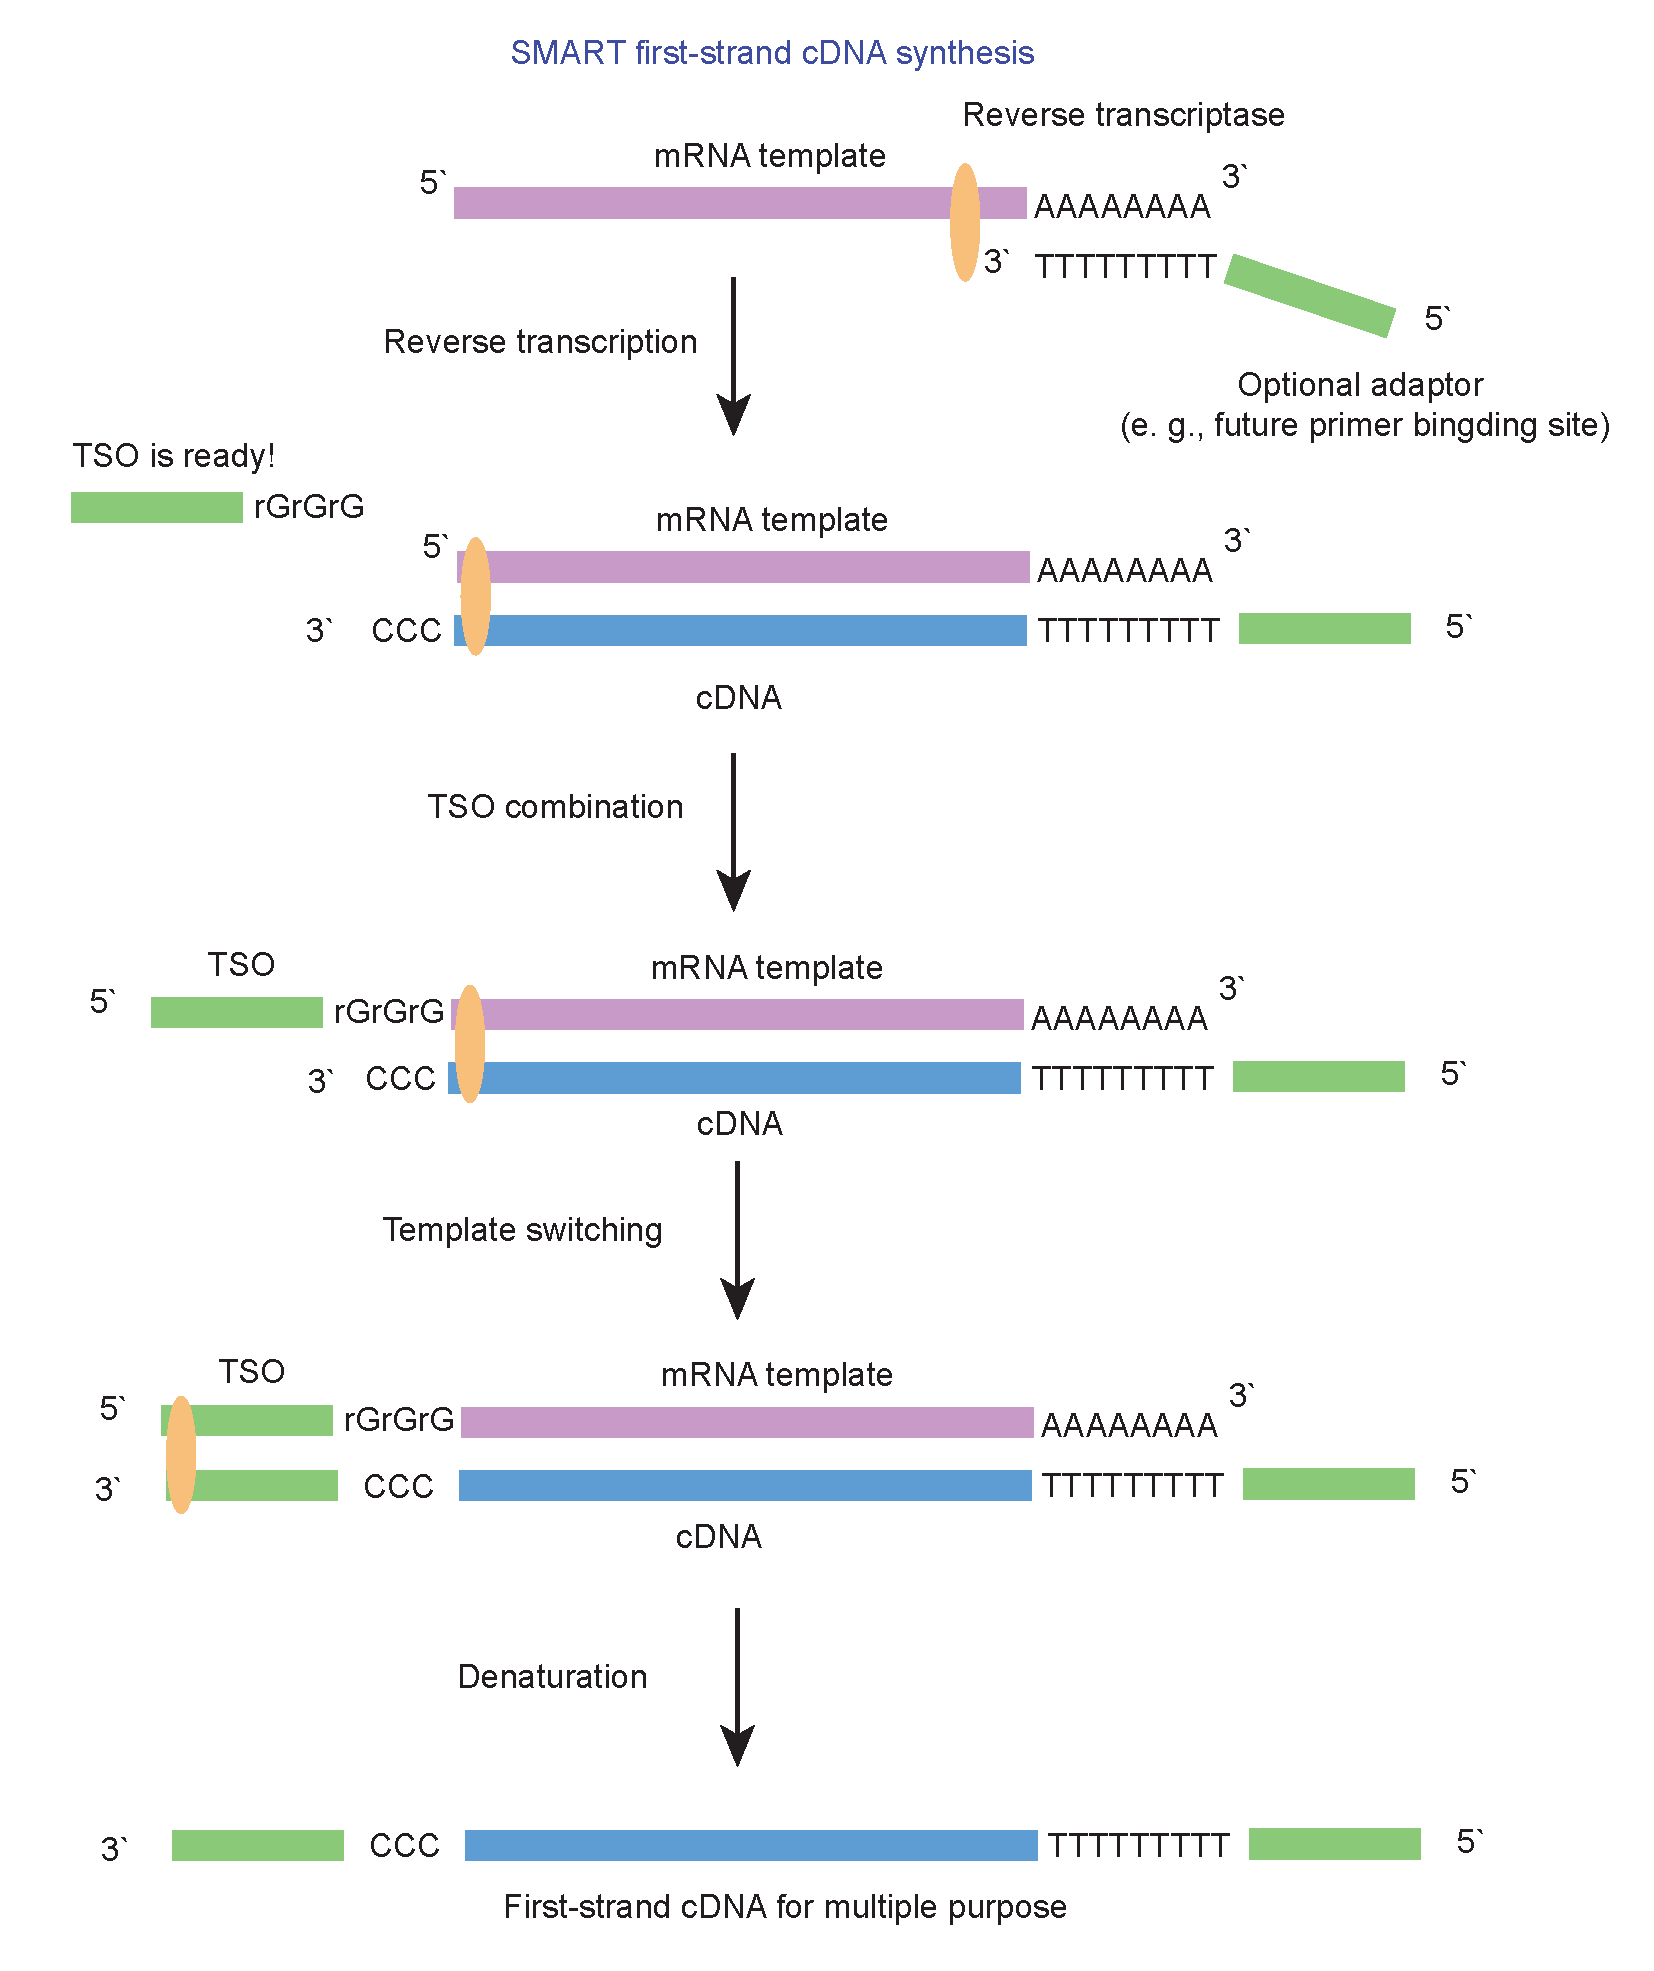 SMART first-strand cDNA synthesis
Reverse transcriptase
mRNA template
5` 3`
AAAAAAAA
3` TTTTTTTTT
5`
Reverse transcription
Optional adaptor
(e. g., future primer bingding site)
TSO is ready!
rGrGrG
mRNA template
5` 3`
AAAAAAAA
3` CCC TTTTTTTTT 5`
cDNA
TSO combination
TSO
mRNA template
5` rGrGrG AAAAAAAA 3`
3` CCC TTTTTTTTT 5`
cDNA
Template switching
TSO
mRNA template
5` rGrGrG AAAAAAAA 3`
3` CCC TTTTTTTTT 5`
cDNA
Denaturation
3` CCC TTTTTTTTT 5`
First-strand cDNA for multiple purpose